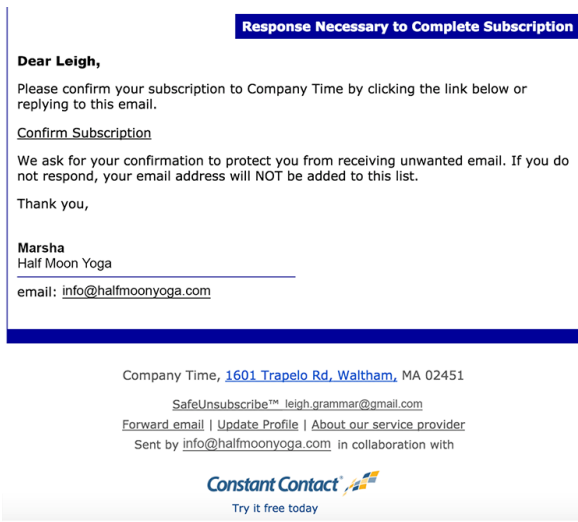 Response Necessary to Complete Subscription
Dear Leigh,
Please confirm your subscription to Company Time by clicking the link below or
replying to this email.
Confirm Subscription
We ask for your confirmation to protect you from receiving unwanted email. If you do
not respond, your email address will NOT be added to this list.
Thank you,
Marsha
Half Moon Yoga
email: info@halfmoonyoga.com
Company Time, 1601 Trapelo Rd, Waltham, MA 02451
SafeUnsubscribe™ leigh.grammar@gmail.com
Forward email | Update Profile | About our service provider
Sent by info@halfmoonyoga.com in collaboration with
Constant Contact®
Try it free today